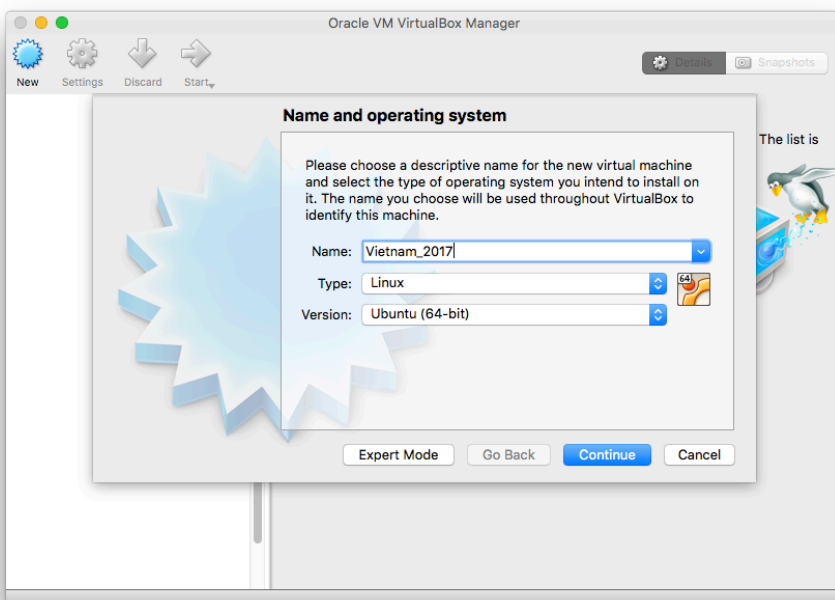 Oracle VM VirtualBox Manager
New
Settings
Discard
Start
Details
Snapshots
Name and operating system
The list is
Please choose a descriptive name for the new virtual machine
and select the type of operating system you intend to install on
it. The name you choose will be used throughout VirtualBox to
identify this machine.
Name: Vietnam_2017
Type: Linux
64
Version: Ubuntu (64-bit)
Expert Mode
Go Back
Continue
Cancel